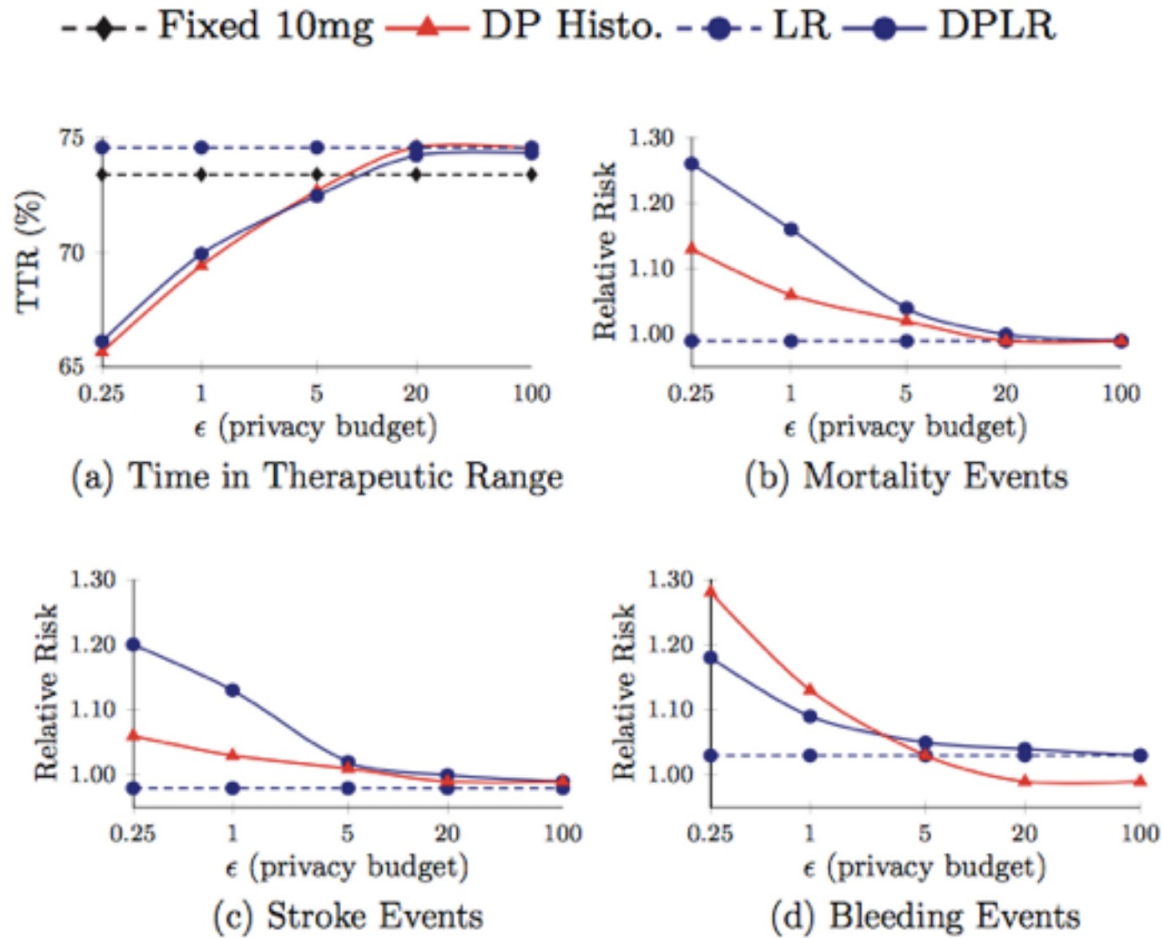 Fixed 10mg DP Histo. LR DPLR
75
70
65
TTR (%)
0.25 1 5 20 100
ϵ (privacy budget)
(a) Time in Therapeutic Range
1.30
1.20
1.10
1.00
Relative Risk
0.25 1 5 20 100
ϵ (privacy budget)
(b) Mortality Events
1.30
1.20
1.10
1.00
Relative Risk
0.25 1 5 20 100
ϵ (privacy budget)
(c) Stroke Events
1.30
1.20
1.10
1.00
Relative Risk
0.25 1 5 20 100
ϵ (privacy budget)
(d) Bleeding Events